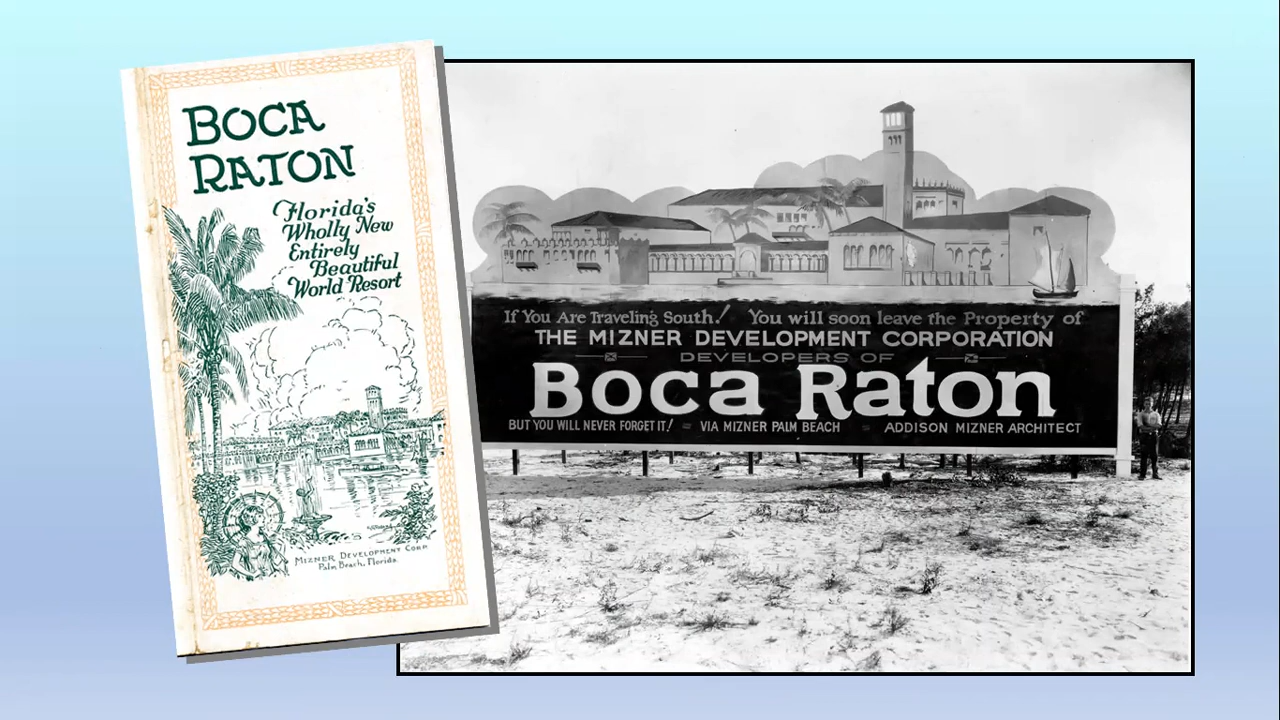 BOCA
RATON
Florida's
Wholly New
Entirely
Beautiful
World Resort
MIZNER DEVELOPMENT CORP.
Palm Beach, Florida.
If You Are Traveling South! You will soon leave the Property of
THE MIZNER DEVELOPMENT CORPORATION
DEVELOPERS OF
Boca Raton
BUT YOU WILL NEVER FORGET IT! = VIA MIZNER PALM BEACH = ADDISON MIZNER ARCHITECT